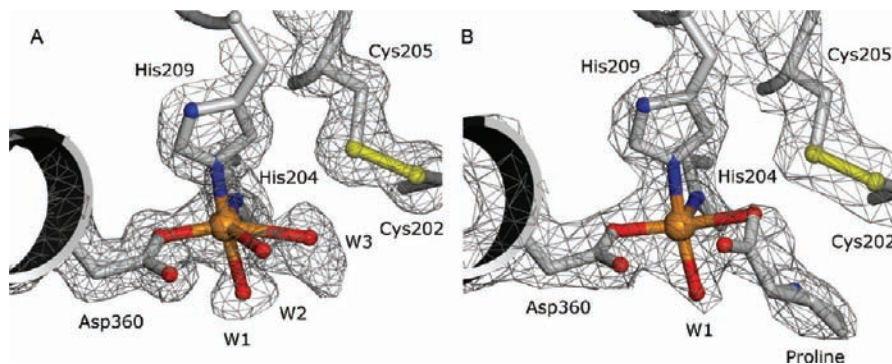 A
His209
Cys205
His204
Cys202
W3
W2
Asp360
W1
B
His209
Cys205
His204
Cys202
Asp360
W1
Proline